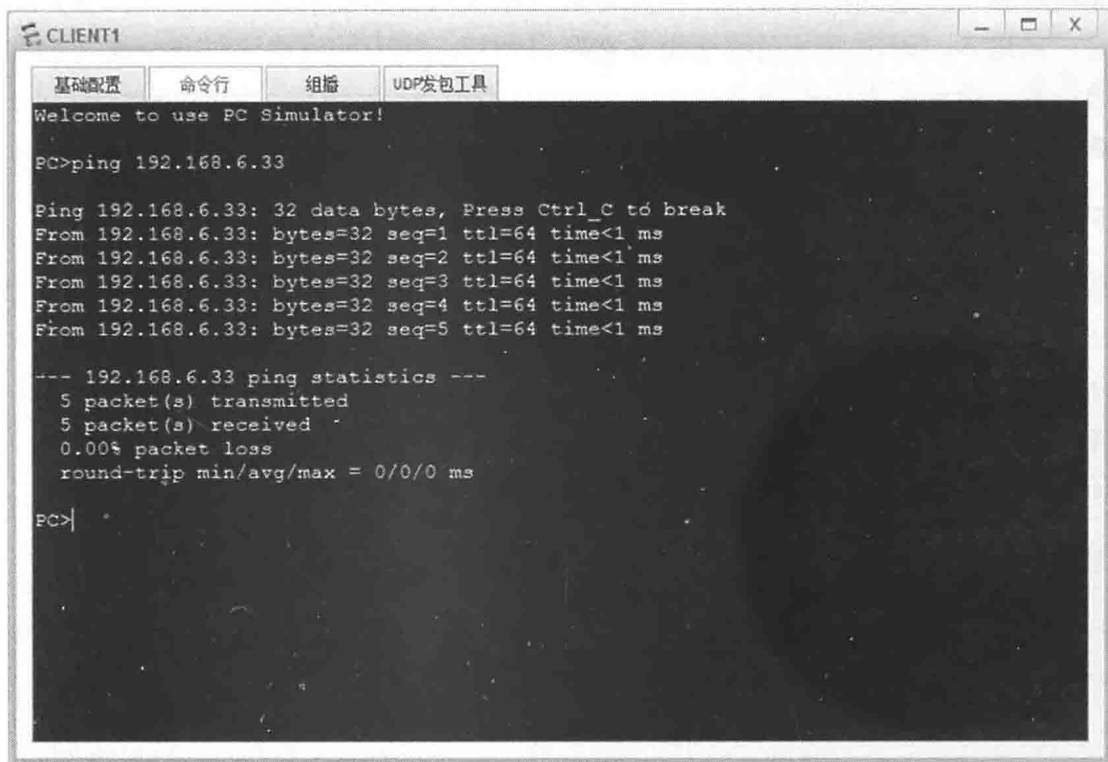 CLIENT1
基础配置 命令行 组播 UDP发包工具
Welcome to use PC Simulator!
PC>ping 192.168.6.33
Ping 192.168.6.33: 32 data bytes, Press Ctrl_C to break
From 192.168.6.33: bytes=32 seq=1 ttl=64 time<1 ms
From 192.168.6.33: bytes=32 seq=2 ttl=64 time<1 ms
From 192.168.6.33: bytes=32 seq=3 ttl=64 time<1 ms
From 192.168.6.33: bytes=32 seq=4 ttl=64 time<1 ms
From 192.168.6.33: bytes=32 seq=5 ttl=64 time<1 ms
--- 192.168.6.33 ping statistics ---
5 packet(s) transmitted
5 packet(s) received
0.00% packet loss
round-trip min/avg/max = 0/0/0 ms
PC>